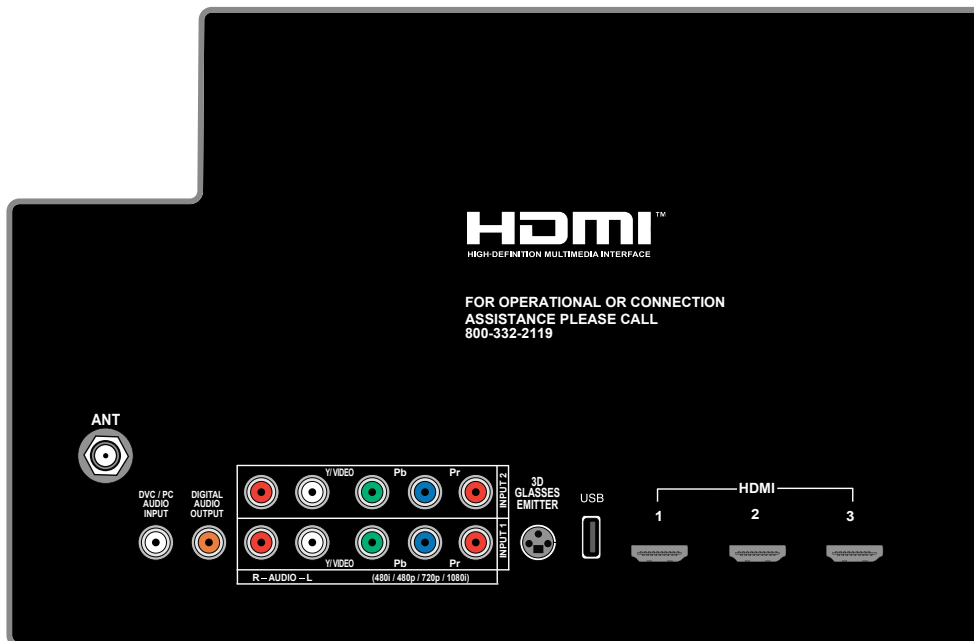 HDMI™
HIGH-DEFINITION MULTIMEDIA INTERFACE
FOR OPERATIONAL OR CONNECTION
ASSISTANCE PLEASE CALL
800-332-2119
ANT
DVC / PC
AUDIO
INPUT
DIGITAL
AUDIO
OUTPUT
Y/ VIDEO
Pb
Pr
INPUT 2
Y/ VIDEO
Pb
Pr
INPUT 1
R – AUDIO – L
(480i / 480p / 720p / 1080i)
3D
GLASSES
EMITTER
USB
HDMI
1
2
3